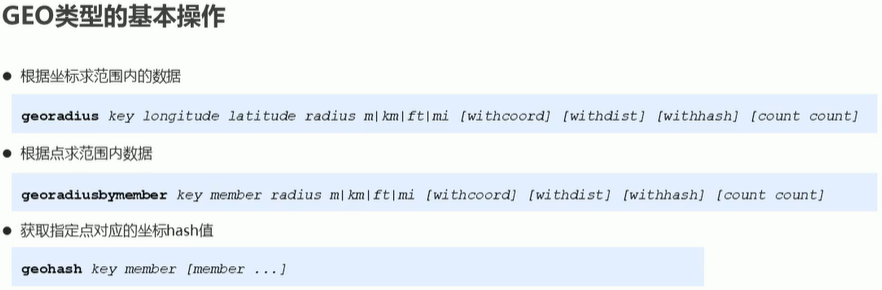 GEO类型的基本操作
● 根据坐标求范围内的数据
georadius key longitude latitude radius m|km|ft|mi [withcoord] [withdist] [withhash] [count count]
● 根据点求范围内数据
georadiusbymember key member radius m|km|ft|mi [withcoord] [withdist] [withhash] [count count]
● 获取指定点对应的坐标hash值
geohash key member [member ...]